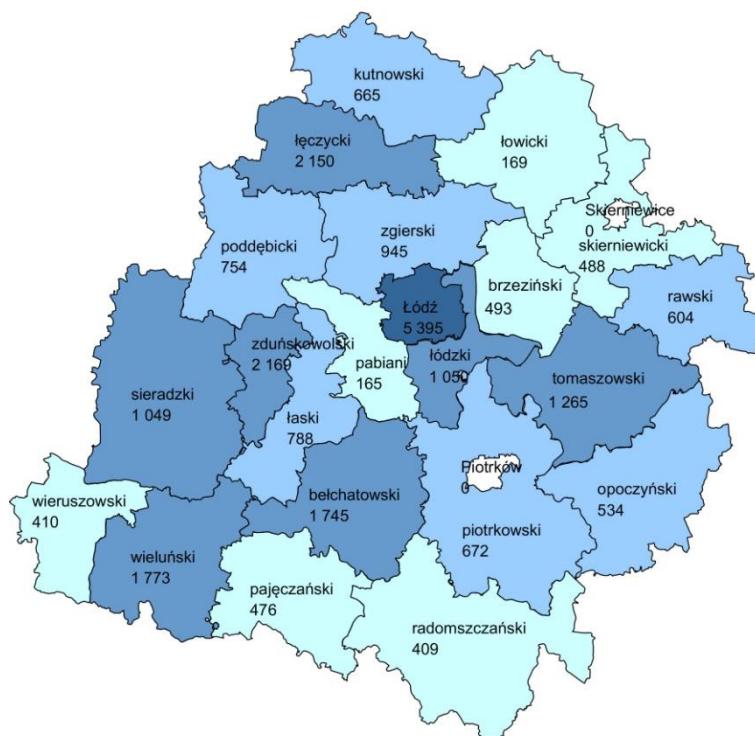 kutnowski
665
łęczycki
2 150
łowicki
169
Skierniewice
0
skierniewicki
488
zgierski
945
poddębicki
754
brzeziński
493
rawski
604
Łódź
5 395
zduńskowolski
2 169
pabiani
165
łódzki
1 050
tomaszowski
1 265
sieradzki
1 049
łaski
788
Piotrków
0
opoczyński
534
wieruszowski
410
bełchatowski
1 745
piotrkowski
672
wieluński
1 773
pajęczański
476
radomszczański
409